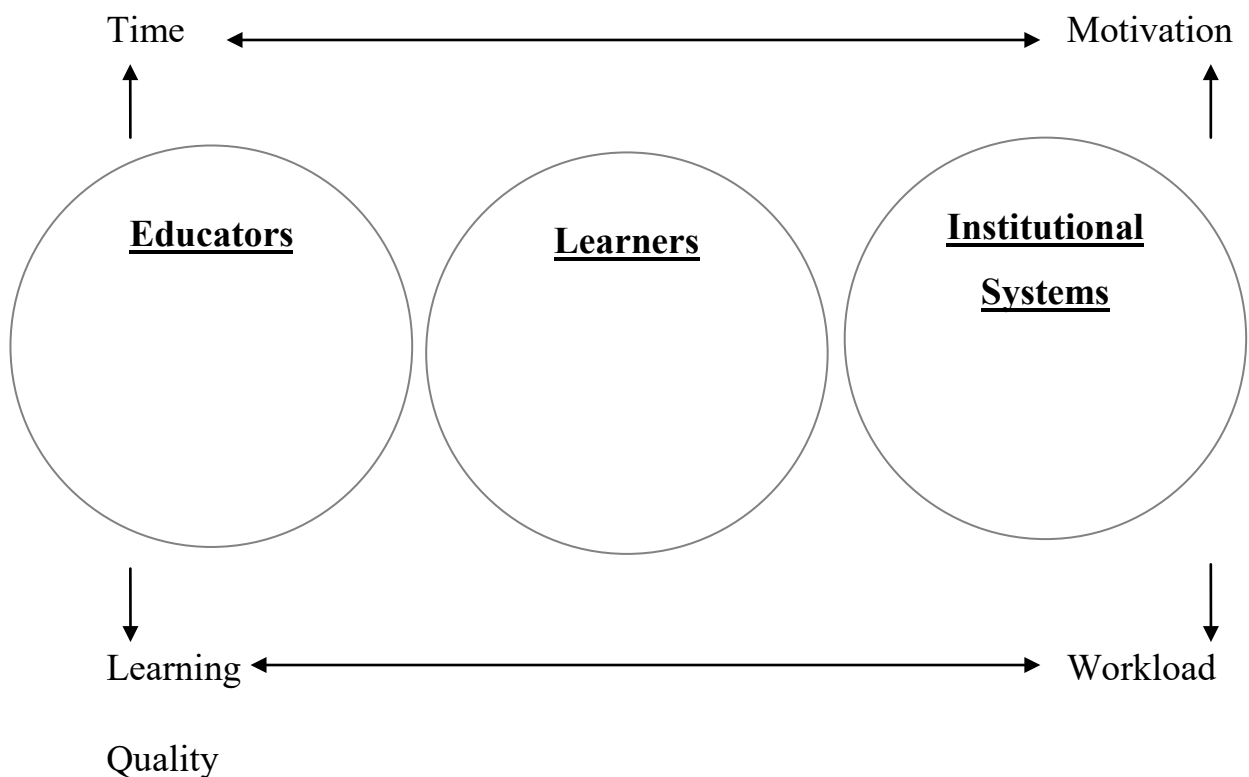 Time
Motivation
Educators
Learners
Institutional
Systems
Learning
Workload
Quality